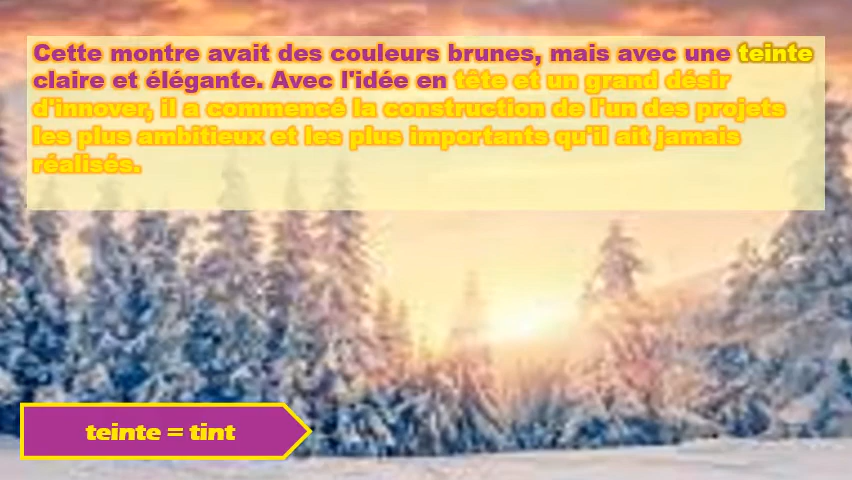 Cette montre avait des couleurs brunes, mais avec une teinte
claire et élégante. Avec l'idée en tête et un grand désir
d'innover, il a commencé la construction de l'un des projets
les plus ambitieux et les plus importants qu'il ait jamais
réalisés.
teinte = tint